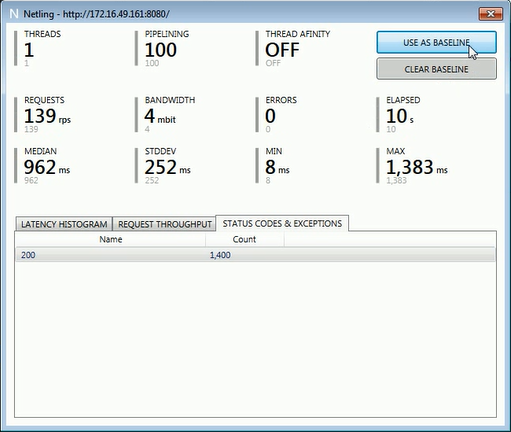 N Netling - http://172.16.49.161:8080/
THREADS
1
1
PIPELINING
100
100
THREAD AFINITY
OFF
OFF
USE AS BASELINE
CLEAR BASELINE
REQUESTS
139 rps
139
BANDWIDTH
4 mbit
4
ERRORS
0
0
ELAPSED
10 s
10
MEDIAN
962 ms
962
STDDEV
252 ms
252
MIN
8 ms
8
MAX
1,383 ms
1,383
LATENCY HISTOGRAM REQUEST THROUGHPUT STATUS CODES & EXCEPTIONS
Name Count
200 1,400